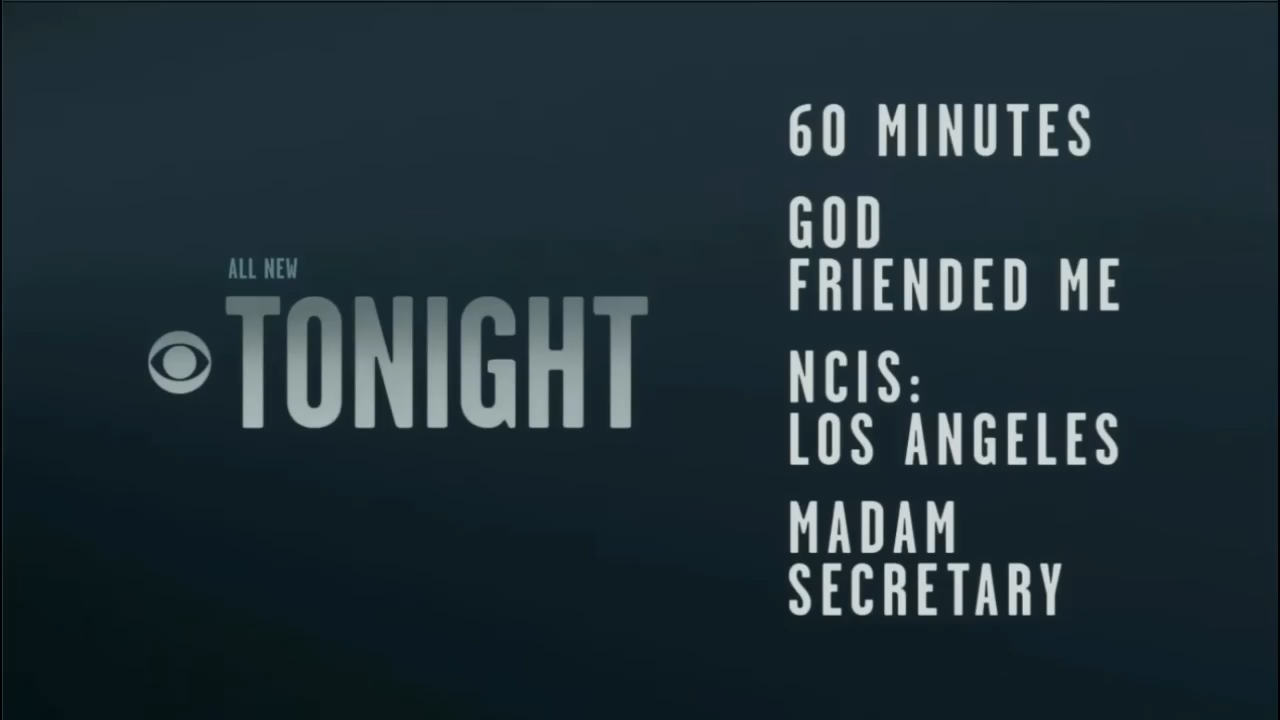 ALL NEW
TONIGHT
60 MINUTES
GOD
FRIENDED ME
NCIS:
LOS ANGELES
MADAM
SECRETARY